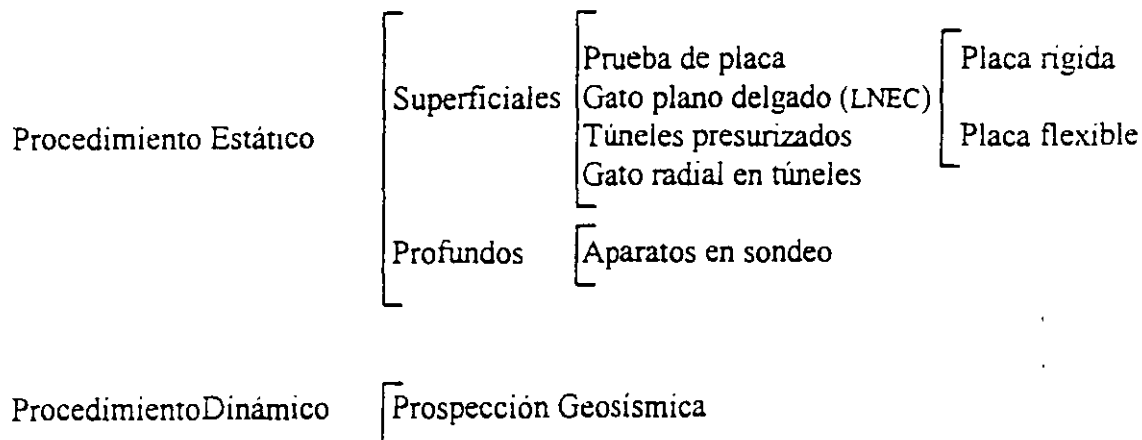 Prueba de placa
Placa rígida
Superficiales
Gato plano delgado (LNEC)
Procedimiento Estático
Túneles presurizados
Placa flexible
Gato radial en túneles
Profundos
Aparatos en sondeo
ProcedimientoDinámico
Prospección Geosísmica